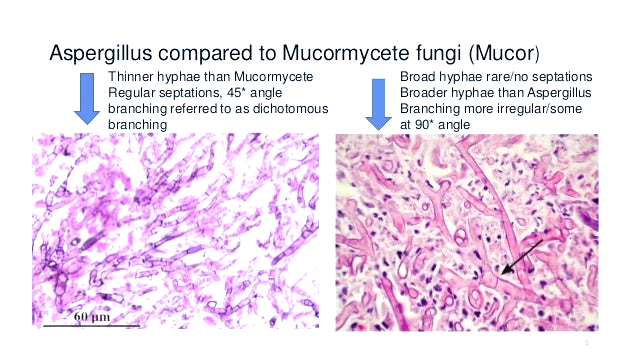 Aspergillus compared to Mucormycete fungi (Mucor)
Thinner hyphae than Mucormycete
Regular septations, 45* angle
branching referred to as dichotomous
branching
Broad hyphae rare/no septations
Broader hyphae than Aspergillus
Branching more irregular/some
at 90* angle
60 µm
5